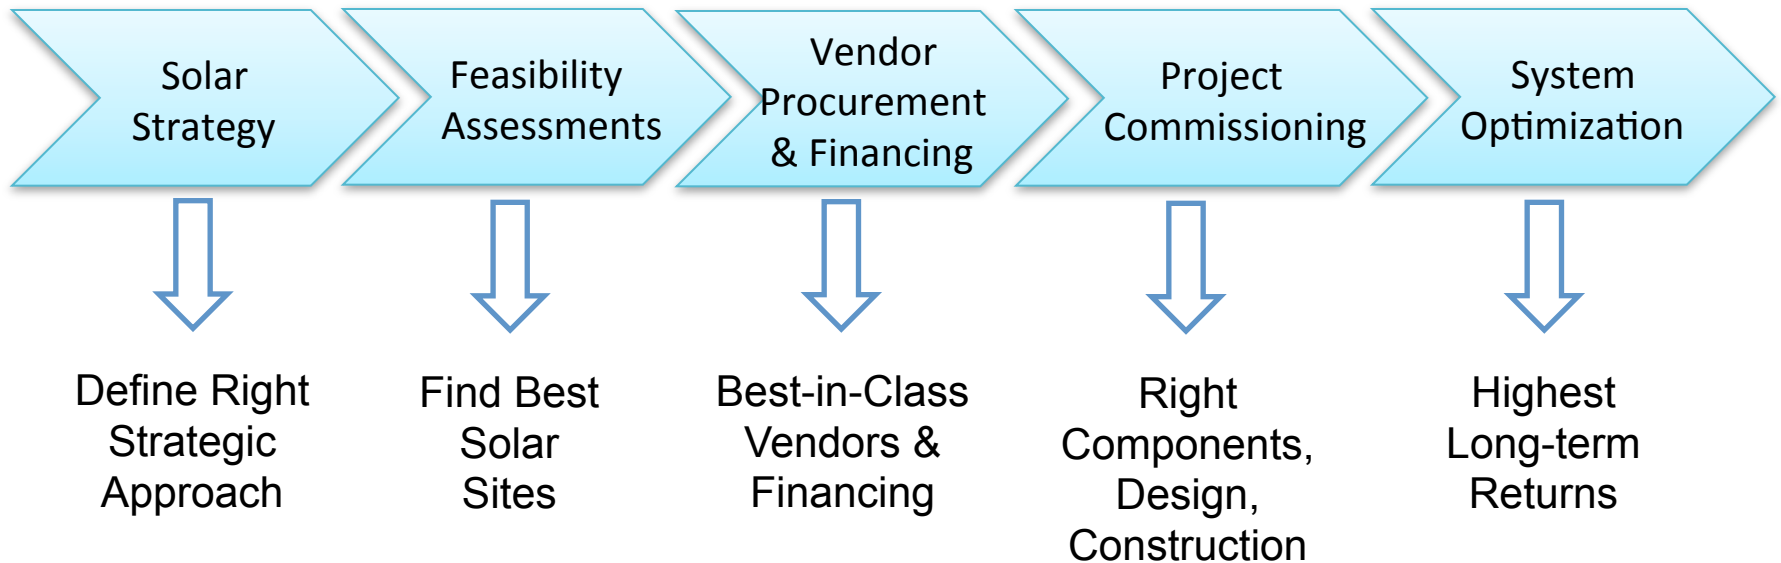 Solar
Strategy
Feasibility
Assessments
Vendor
Procurement
& Financing
Project
Commissioning
System
Optimization
Define Right
Strategic
Approach
Find Best
Solar
Sites
Best-in-Class
Vendors &
Financing
Right
Components,
Design,
Construction
Highest
Long-term
Returns